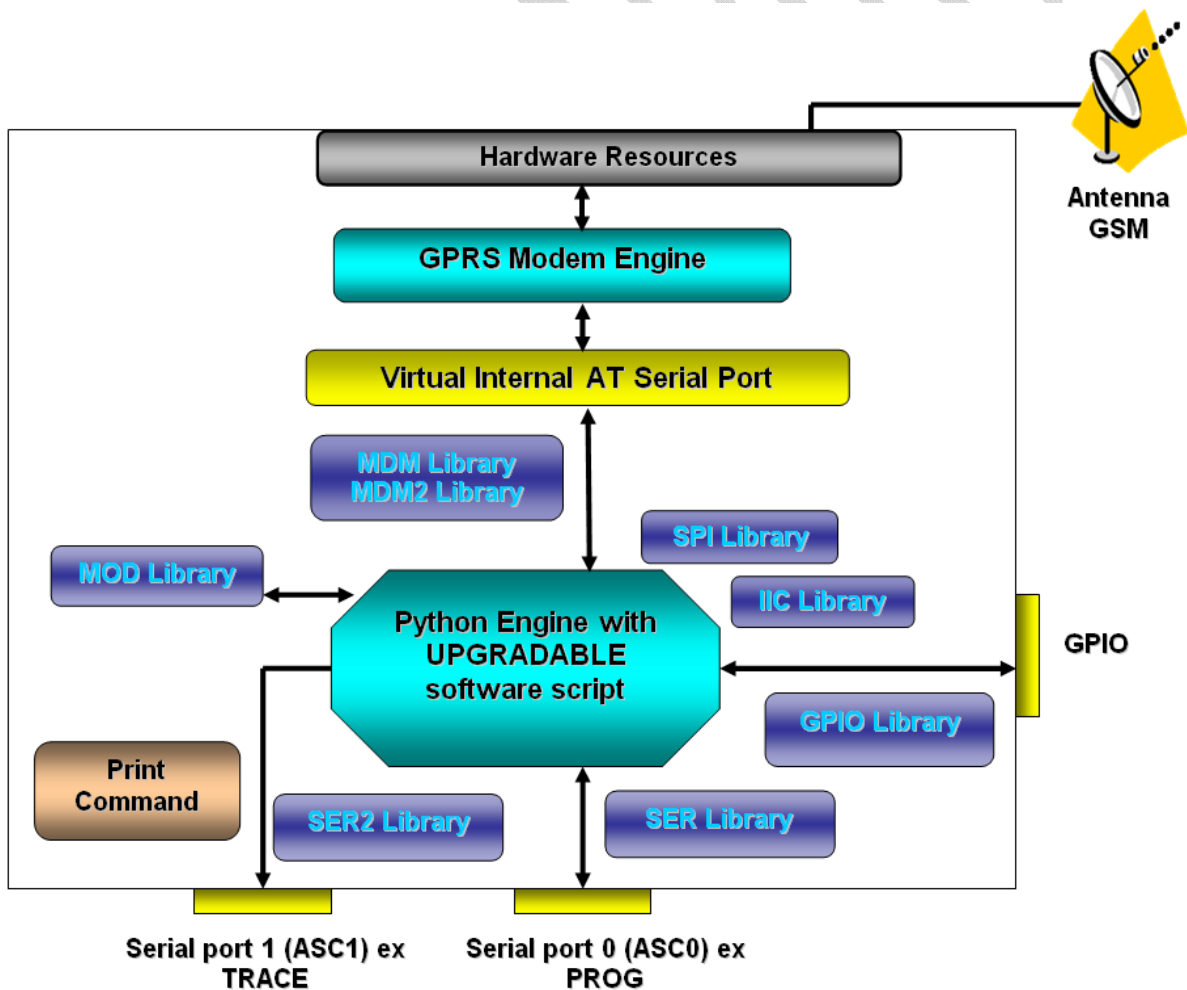 Hardware Resources
Antenna
GSM
GPRS Modem Engine
Virtual Internal AT Serial Port
MDM Library
MDM2 Library
SPI Library
MOD Library
IIC Library
Python Engine with
UPGRADABLE
software script
GPIO
GPIO Library
Print
Command
SER2 Library
SER Library
Serial port 1 (ASC1) ex
TRACE
Serial port 0 (ASC0) ex
PROG